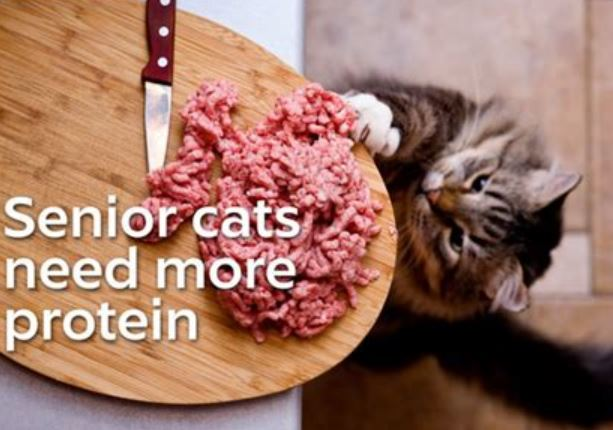 Senior cats
need more
protein